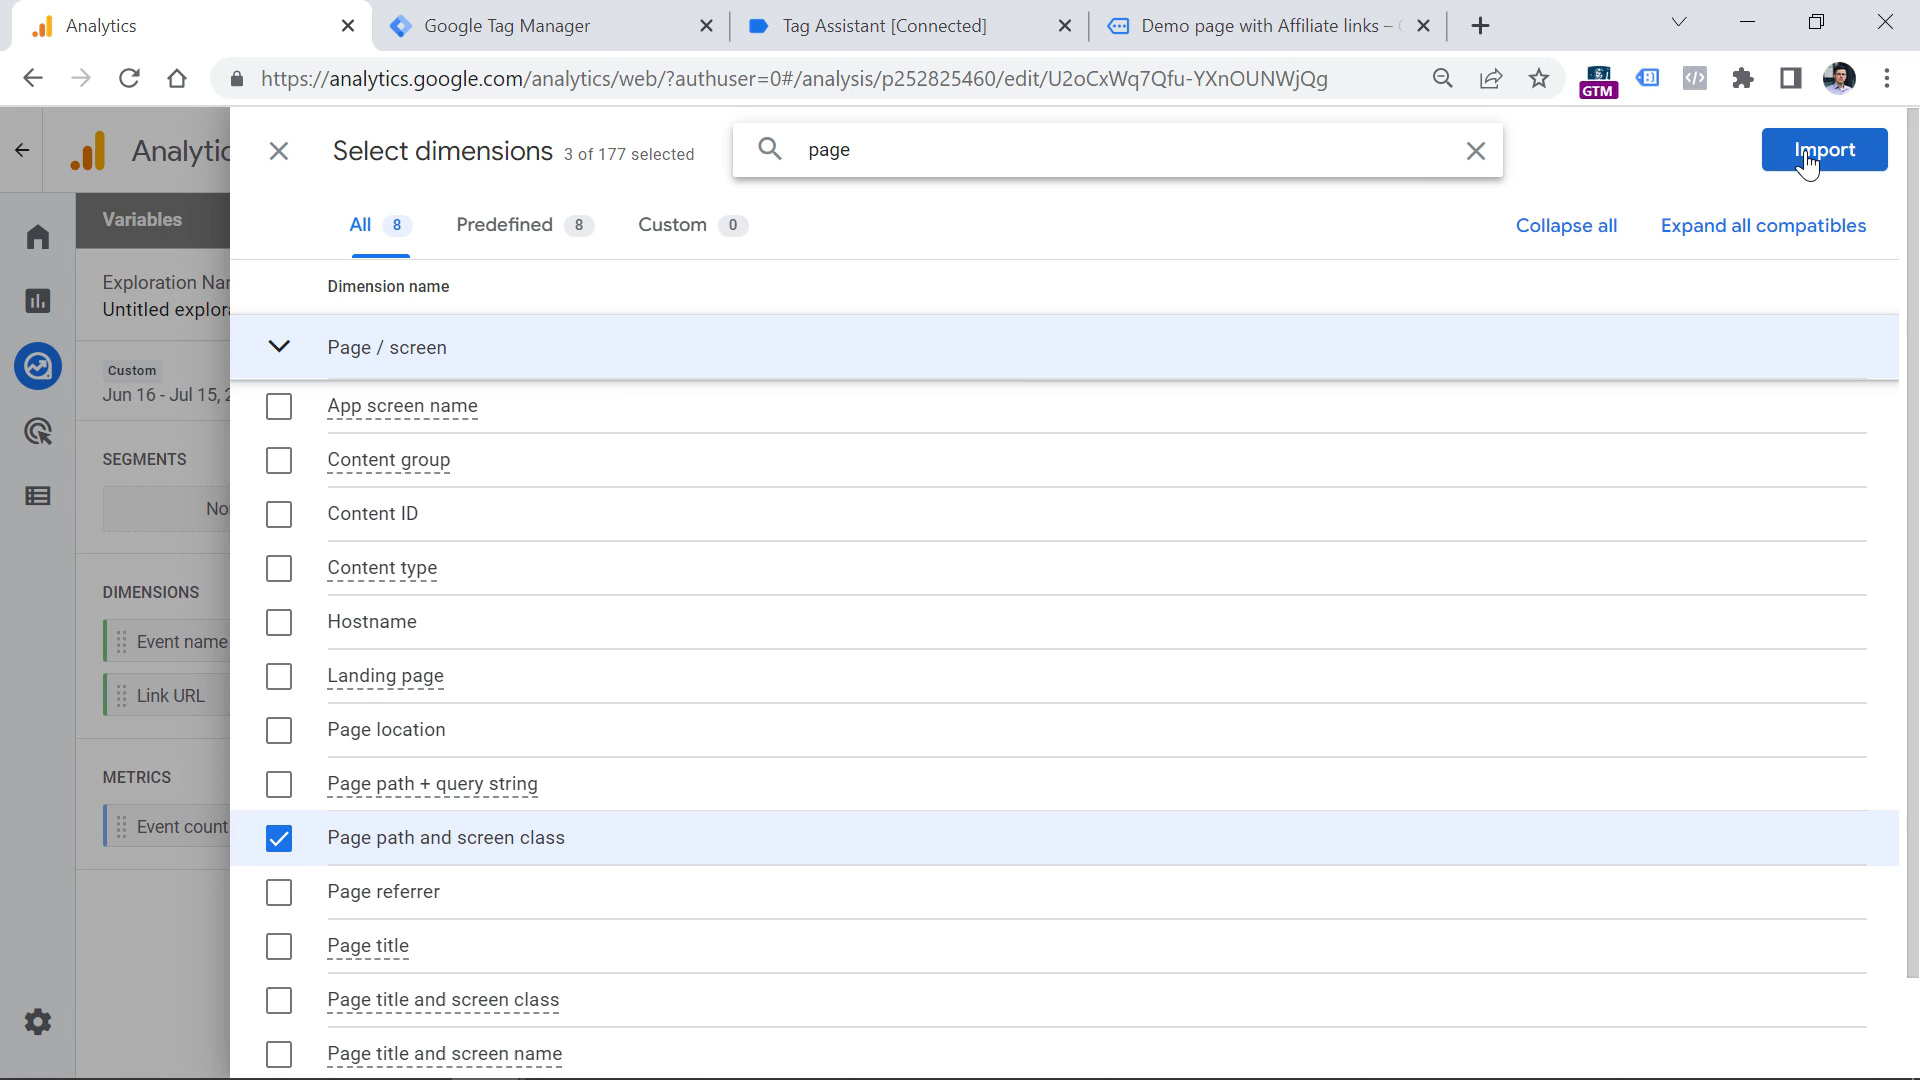 Analytics
Google Tag Manager
Tag Assistant [Connected]
Demo page with Affiliate links –
https://analytics.google.com/analytics/web/?authuser=0#/analysis/p252825460/edit/U2oCxWq7Qfu-YXnOUNWjQg
GTM
Analytic
Select dimensions 3 of 177 selected
page
Import
Variables
All 8
Predefined 8
Custom 0
Collapse all
Expand all compatibles
Exploration Nar
Untitled explora
Dimension name
Page / screen
Custom
Jun 16 - Jul 15, 2
App screen name
SEGMENTS
Content group
No
Content ID
Content type
DIMENSIONS
Hostname
Event name
Landing page
Link URL
Page location
METRICS
Page path + query string
Event count
Page path and screen class
Page referrer
Page title
Page title and screen class
Page title and screen name